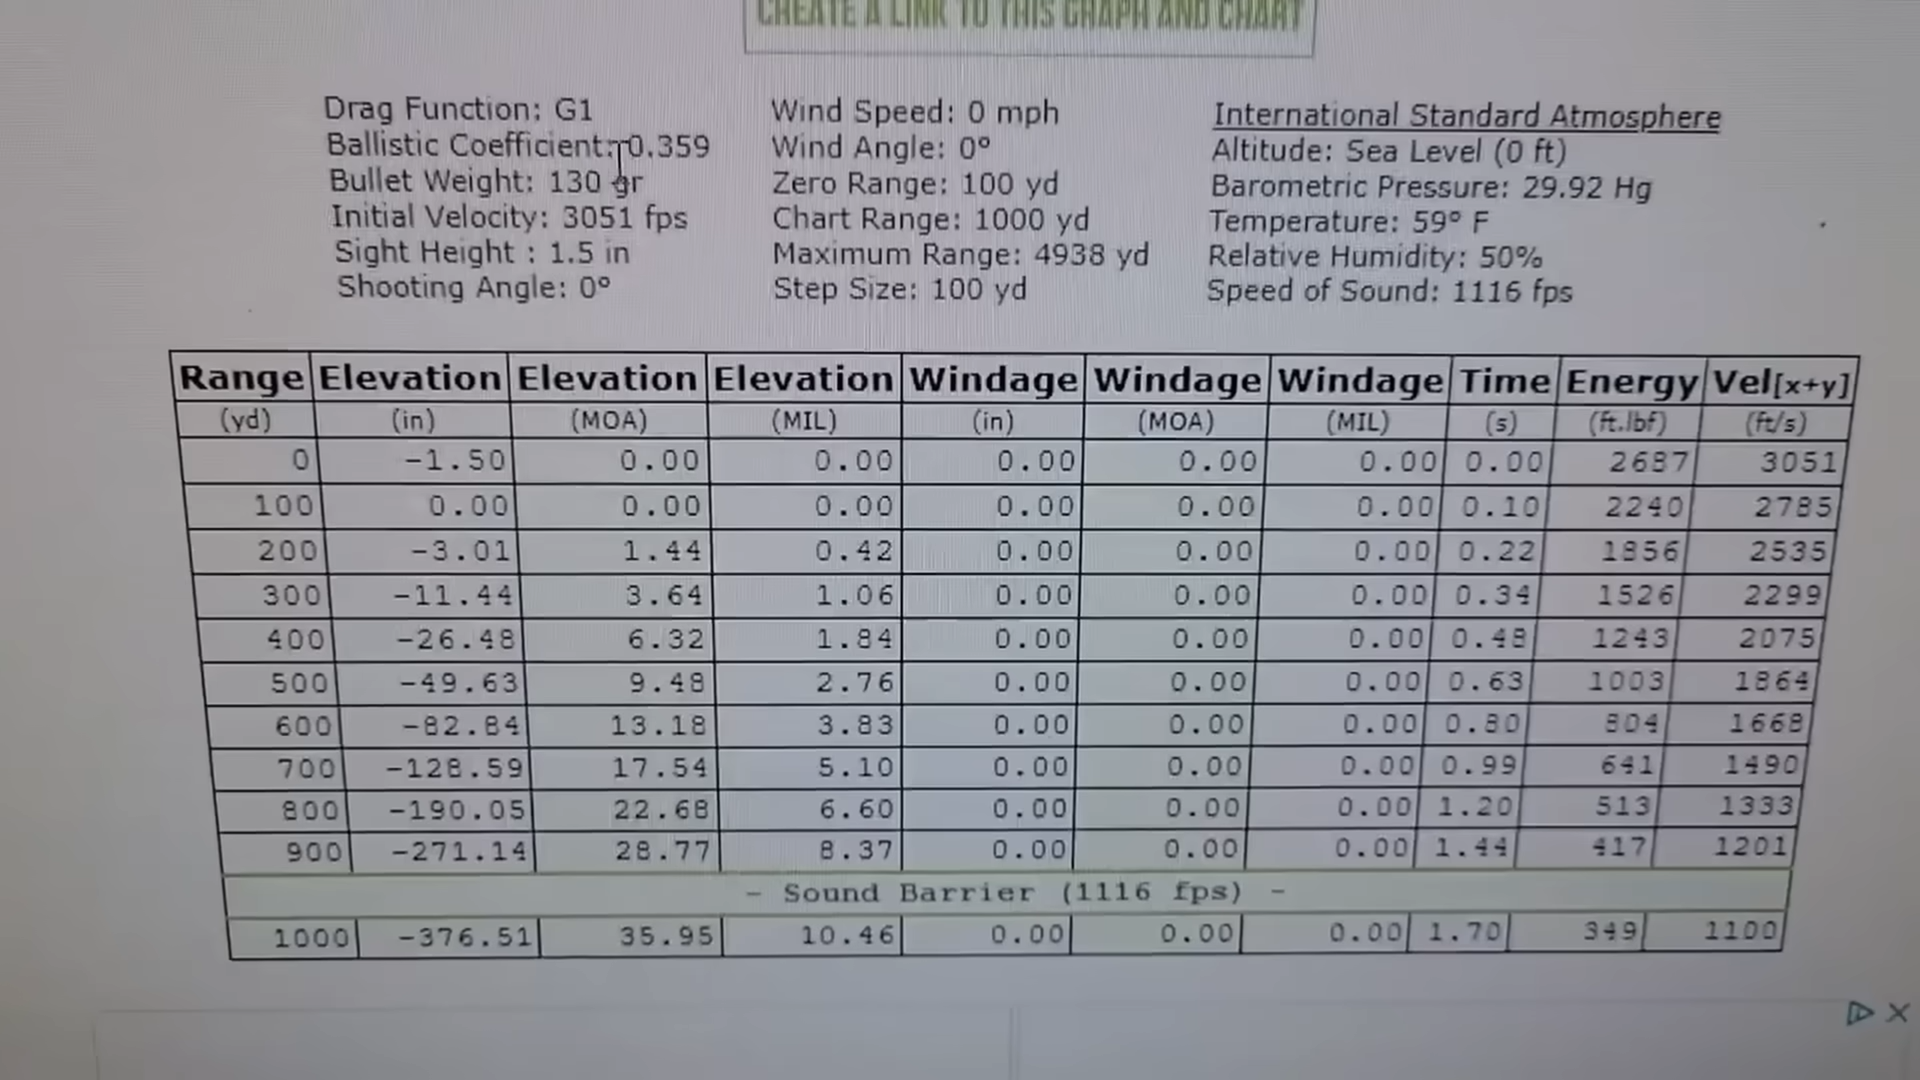 CREATE A LINK TO THIS GRAPH AND CHART
Drag Function: G1
Ballistic Coefficient: 0.359
Bullet Weight: 130 gr
Initial Velocity: 3051 fps
Sight Height : 1.5 in
Shooting Angle: 0°
Wind Speed: 0 mph
Wind Angle: 0°
Zero Range: 100 yd
Chart Range: 1000 yd
Maximum Range: 4938 yd
Step Size: 100 yd
International Standard Atmosphere
Altitude: Sea Level (0 ft)
Barometric Pressure: 29.92 Hg
Temperature: 59° F
Relative Humidity: 50%
Speed of Sound: 1116 fps
Range Elevation Elevation Elevation Windage Windage Windage Time Energy Vel[x+y]
(yd) (in) (MOA) (MIL) (in) (MOA) (MIL) (s) (ft.lbf) (ft/s)
0 -1.50 0.00 0.00 0.00 0.00 0.00 0.00 2687 3051
100 0.00 0.00 0.00 0.00 0.00 0.00 0.10 2240 2785
200 -3.01 1.44 0.42 0.00 0.00 0.00 0.22 1856 2535
300 -11.44 3.64 1.06 0.00 0.00 0.00 0.34 1526 2299
400 -26.48 6.32 1.84 0.00 0.00 0.00 0.48 1243 2075
500 -49.63 9.48 2.76 0.00 0.00 0.00 0.63 1003 1864
600 -82.84 13.18 3.83 0.00 0.00 0.00 0.80 804 1668
700 -128.59 17.54 5.10 0.00 0.00 0.00 0.99 641 1490
800 -190.05 22.68 6.60 0.00 0.00 0.00 1.20 513 1333
900 -271.14 28.77 8.37 0.00 0.00 0.00 1.44 417 1201
- Sound Barrier (1116 fps) -
1000 -376.51 35.95 10.46 0.00 0.00 0.00 1.70 349 1100